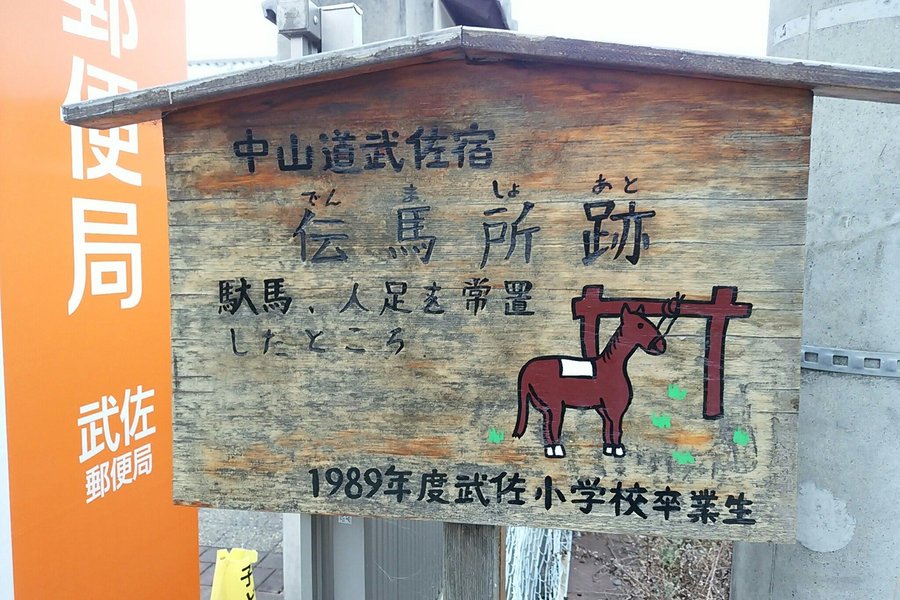 郵便局
武佐
郵便局
中山道武佐宿
でん ま しょ あと
伝馬所跡
駄馬、人足を常置
したところ
1989年度武佐小学校卒業生